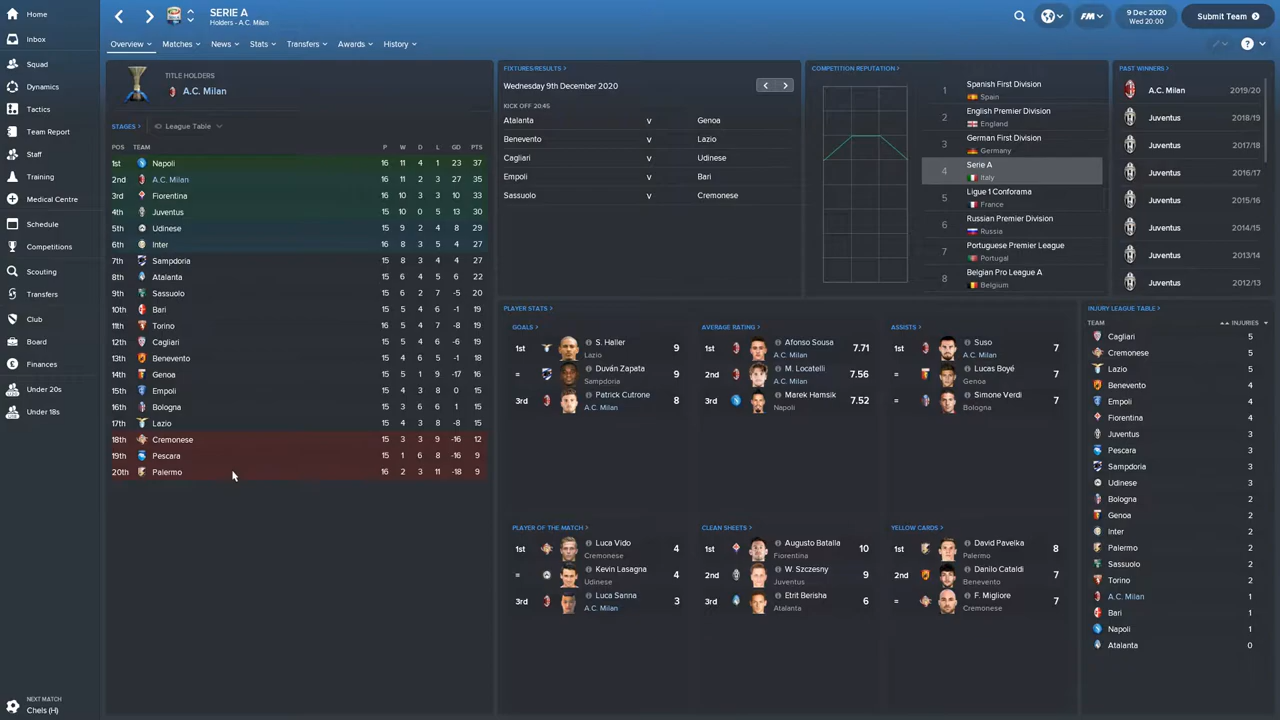 Home
Inbox
Squad
Dynamics
Tactics
Team Report
Staff
Training
Medical Centre
Schedule
Competitions
Scouting
Transfers
Club
Board
Finances
Under 20s
Under 18s
NEXT MATCH
Chels (H)
SERIE A
Holders - A.C. Milan
FM
9 Dec 2020
Wed 20:00
Submit Team
Overview Matches News Stats Transfers Awards History
?
TITLE HOLDERS
A.C. Milan
STAGES > League Table
POS TEAM P W D L GD PTS
1st Napoli 16 11 4 1 23 37
2nd A.C. Milan 16 11 2 3 27 35
3rd Fiorentina 16 10 3 3 10 33
4th Juventus 15 10 0 5 13 30
5th Udinese 15 9 2 4 8 29
6th Inter 16 8 3 5 4 27
7th Sampdoria 15 8 3 4 4 27
8th Atalanta 15 6 4 5 6 22
9th Sassuolo 15 6 2 7 -5 20
10th Bari 15 5 4 6 -1 19
11th Torino 16 5 4 7 -8 19
12th Cagliari 15 5 4 6 -6 19
13th Benevento 15 4 6 5 -1 18
14th Genoa 15 5 1 9 -17 16
15th Empoli 15 4 3 8 0 15
16th Bologna 15 3 6 6 1 15
17th Lazio 15 4 3 8 -8 15
18th Cremonese 15 3 3 9 -16 12
19th Pescara 15 1 6 8 -16 9
20th Palermo 16 2 3 11 -18 9
FIXTURES/RESULTS >
Wednesday 9th December 2020
KICK OFF 20:45
Atalanta v Genoa
Benevento v Lazio
Cagliari v Udinese
Empoli v Bari
Sassuolo v Cremonese
COMPETITION REPUTATION >
1 Spanish First Division
Spain
2 English Premier Division
England
3 German First Division
Germany
4 Serie A
Italy
5 Ligue 1 Conforama
France
6 Russian Premier Division
Russia
7 Portuguese Premier League
Portugal
8 Belgian Pro League A
Belgium
PAST WINNERS >
A.C. Milan 2019/20
Juventus 2018/19
Juventus 2017/18
Juventus 2016/17
Juventus 2015/16
Juventus 2014/15
Juventus 2013/14
Juventus 2012/13
PLAYER STATS >
GOALS >
1st S. Haller 9
Lazio
= Duván Zapata 9
Sampdoria
3rd Patrick Cutrone 8
A.C. Milan
AVERAGE RATING >
1st Afonso Sousa 7.71
A.C. Milan
2nd M. Locatelli 7.56
A.C. Milan
3rd Marek Hamsik 7.52
Napoli
ASSISTS >
1st Suso 7
A.C. Milan
= Lucas Boyé 7
Genoa
= Simone Verdi 7
Bologna
PLAYER OF THE MATCH >
1st Luca Vido 4
Cremonese
= Kevin Lasagna 4
Udinese
3rd Luca Sanna 3
A.C. Milan
CLEAN SHEETS >
1st Augusto Batalla 10
Fiorentina
2nd W. Szczesny 9
Juventus
3rd Etrit Berisha 6
Atalanta
YELLOW CARDS >
1st David Pavelka 8
Palermo
2nd Danilo Cataldi 7
Benevento
= F. Migliore 7
Cremonese
INJURY LEAGUE TABLE >
TEAM INJURIES
Cagliari 5
Cremonese 5
Lazio 5
Benevento 4
Empoli 4
Fiorentina 4
Juventus 3
Pescara 3
Sampdoria 3
Udinese 3
Bologna 2
Genoa 2
Inter 2
Palermo 2
Sassuolo 2
Torino 2
A.C. Milan 1
Bari 1
Napoli 1
Atalanta 0